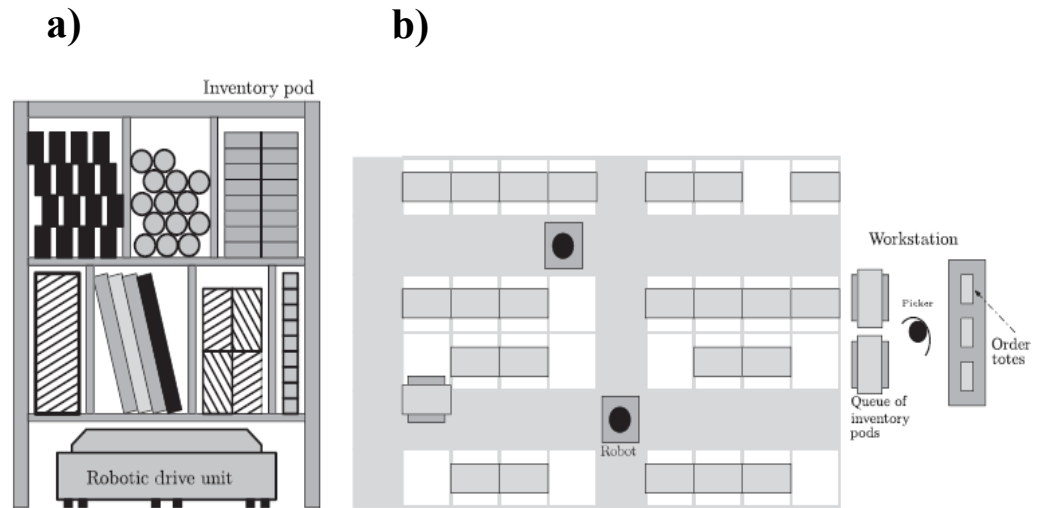 a)
b)
Inventory pod
Robotic drive unit
Robot
Workstation
Picker
Order
totes
Queue of
inventory
pods